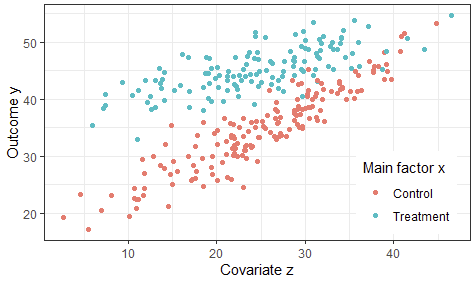 50
40
30
20
Outcome y
10
20
30
40
Covariate z
Main factor x
Control
Treatment